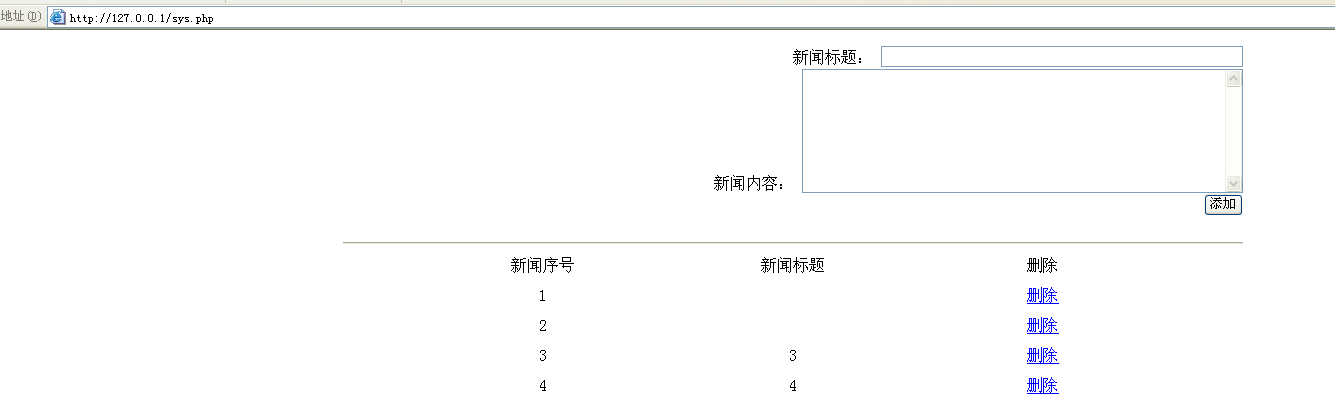 地址(D) http://127.0.0.1/sys.php
新闻标题：
新闻内容：
添加
新闻序号 新闻标题 删除
1 删除
2 删除
3 3 删除
4 4 删除